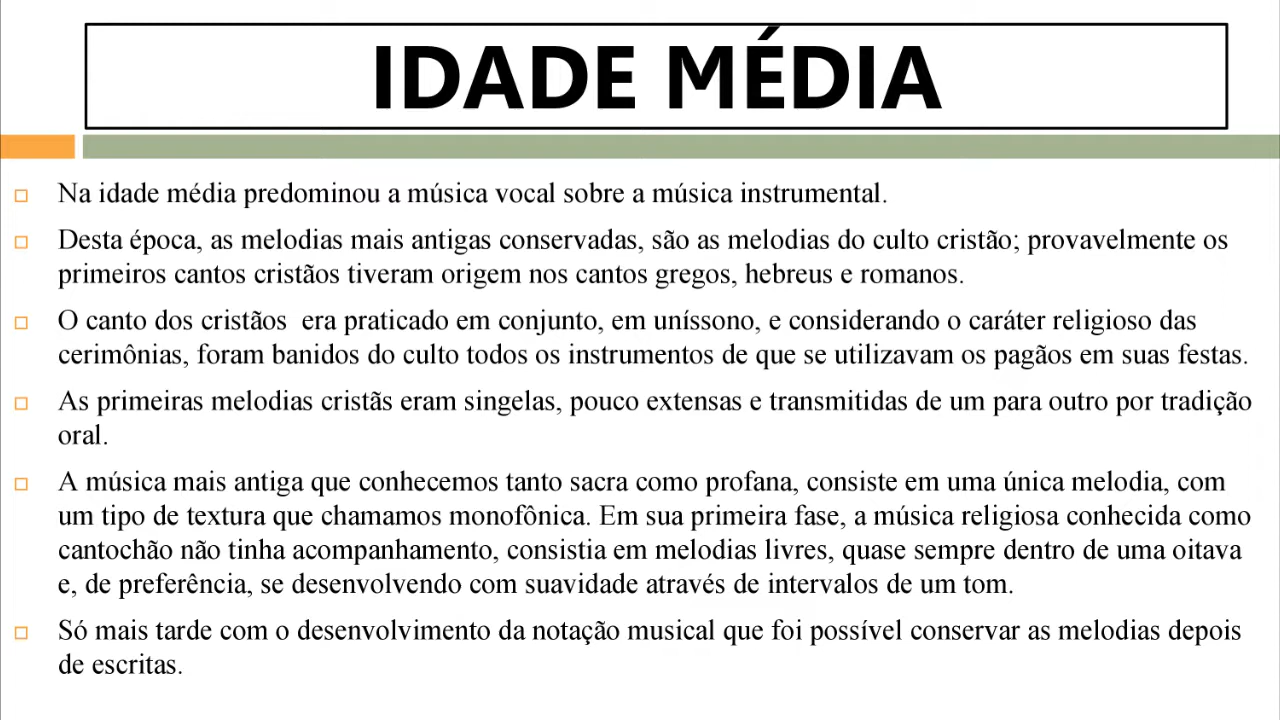 IDADE MÉDIA
Na idade média predominou a música vocal sobre a música instrumental.
Desta época, as melodias mais antigas conservadas, são as melodias do culto cristão; provavelmente os
primeiros cantos cristãos tiveram origem nos cantos gregos, hebreus e romanos.
O canto dos cristãos  era praticado em conjunto, em uníssono, e considerando o caráter religioso das
cerimônias, foram banidos do culto todos os instrumentos de que se utilizavam os pagãos em suas festas.
As primeiras melodias cristãs eram singelas, pouco extensas e transmitidas de um para outro por tradição
oral.
A música mais antiga que conhecemos tanto sacra como profana, consiste em uma única melodia, com
um tipo de textura que chamamos monofônica. Em sua primeira fase, a música religiosa conhecida como
cantochão não tinha acompanhamento, consistia em melodias livres, quase sempre dentro de uma oitava
e, de preferência, se desenvolvendo com suavidade através de intervalos de um tom.
Só mais tarde com o desenvolvimento da notação musical que foi possível conservar as melodias depois
de escritas.